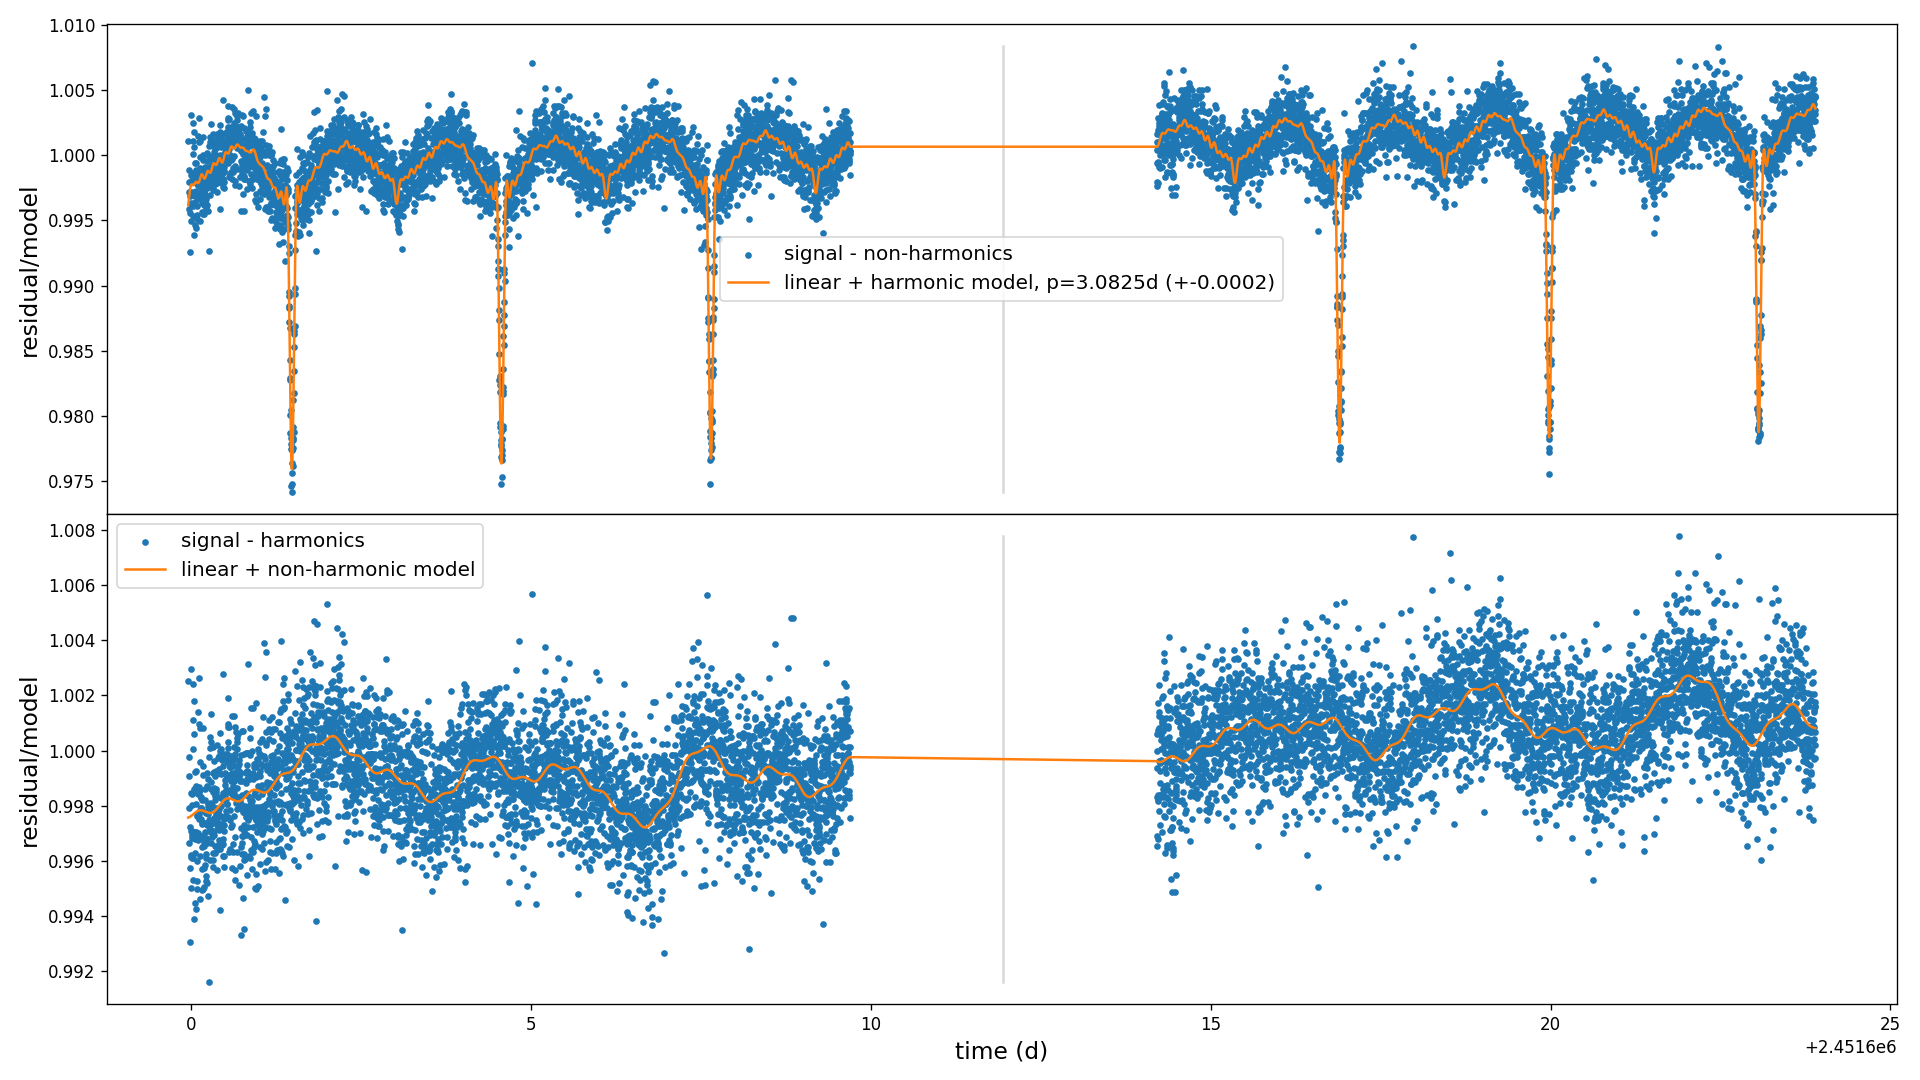 1.010
1.005
1.000
0.995
0.990
0.985
0.980
0.975
residual/model
signal - non-harmonics
linear + harmonic model, p=3.0825d (+-0.0002)
1.008
1.006
1.004
1.002
1.000
0.998
0.996
0.994
0.992
residual/model
signal - harmonics
linear + non-harmonic model
0
5
10
15
20
25
time (d)
+2.4516e6